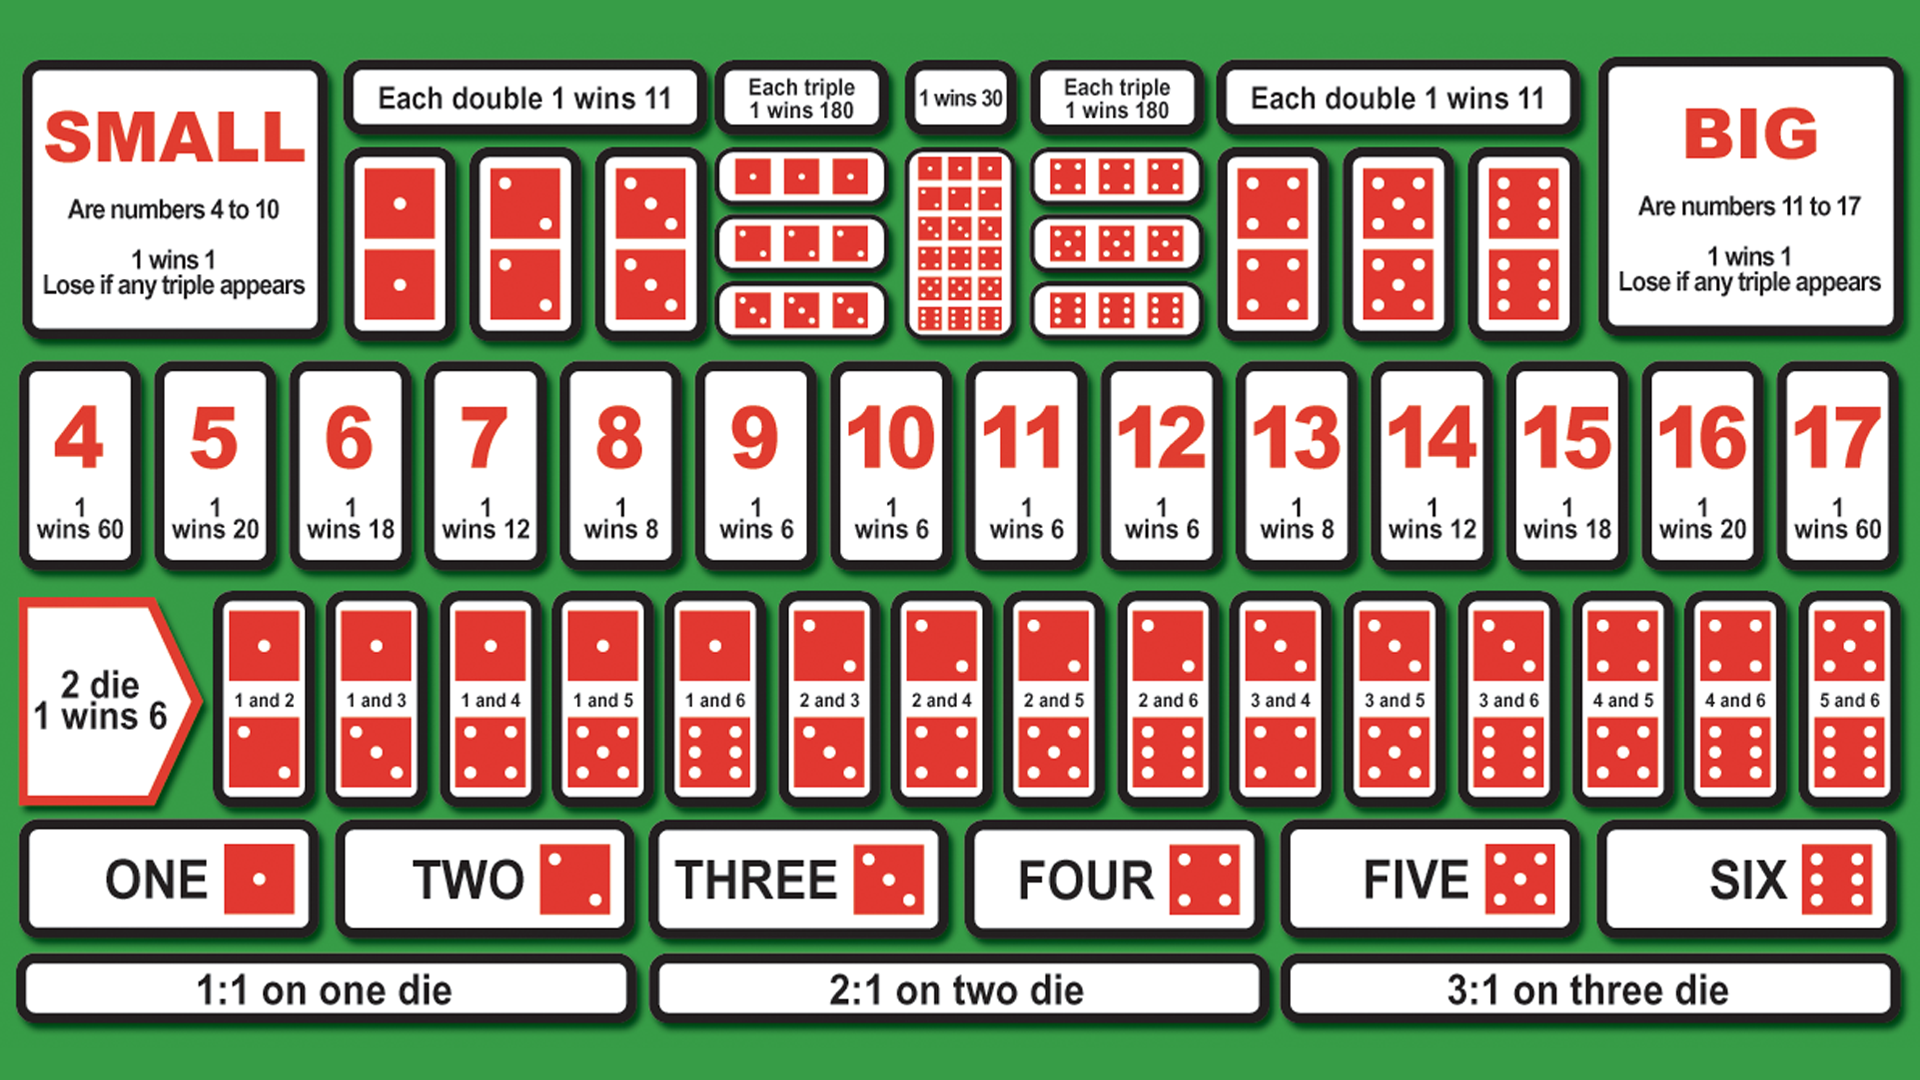 SMALL
Are numbers 4 to 10
1 wins 1
Lose if any triple appears
Each double 1 wins 11
Each triple
1 wins 180
1 wins 30
Each triple
1 wins 180
Each double 1 wins 11
BIG
Are numbers 11 to 17
1 wins 1
Lose if any triple appears
4
1
wins 60
5
1
wins 20
6
1
wins 18
7
1
wins 12
8
1
wins 8
9
1
wins 6
10
1
wins 6
11
1
wins 6
12
1
wins 6
13
1
wins 8
14
1
wins 12
15
1
wins 18
16
1
wins 20
17
1
wins 60
2 die
1 wins 6
1 and 2
1 and 3
1 and 4
1 and 5
1 and 6
2 and 3
2 and 4
2 and 5
2 and 6
3 and 4
3 and 5
3 and 6
4 and 5
4 and 6
5 and 6
ONE
TWO
THREE
FOUR
FIVE
SIX
1:1 on one die
2:1 on two die
3:1 on three die